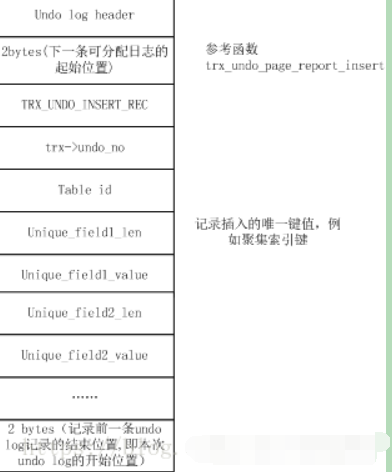 Undo log header
2bytes(下一条可分配日志的
起始位置)
参考函数
trx_undo_page_report_insert
TRX_UNDO_INSERT_REC
trx->undo_no
Table id
Unique_field1_len
记录插入的唯一键值，例
如聚集索引键
Unique_field1_value
Unique_field2_len
Unique_field2_value
......
2 bytes（记录前一条undo
log记录的结束位置,即本次
undo log的开始位置）